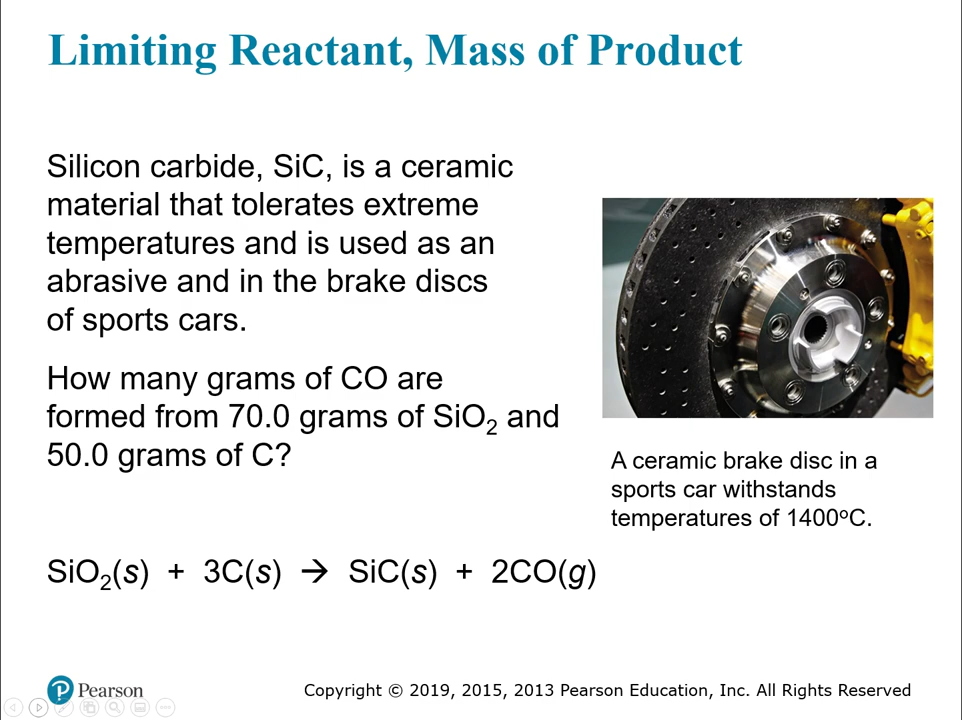 Limiting Reactant, Mass of Product
Silicon carbide, SiC, is a ceramic
material that tolerates extreme
temperatures and is used as an
abrasive and in the brake discs
of sports cars.
How many grams of CO are
formed from 70.0 grams of SiO₂ and
50.0 grams of C?
A ceramic brake disc in a
sports car withstands
temperatures of 1400ᵒC.
SiO₂(s) + 3C(s) → SiC(s) + 2CO(g)
P Pearson
Copyright © 2019, 2015, 2013 Pearson Education, Inc. All Rights Reserved